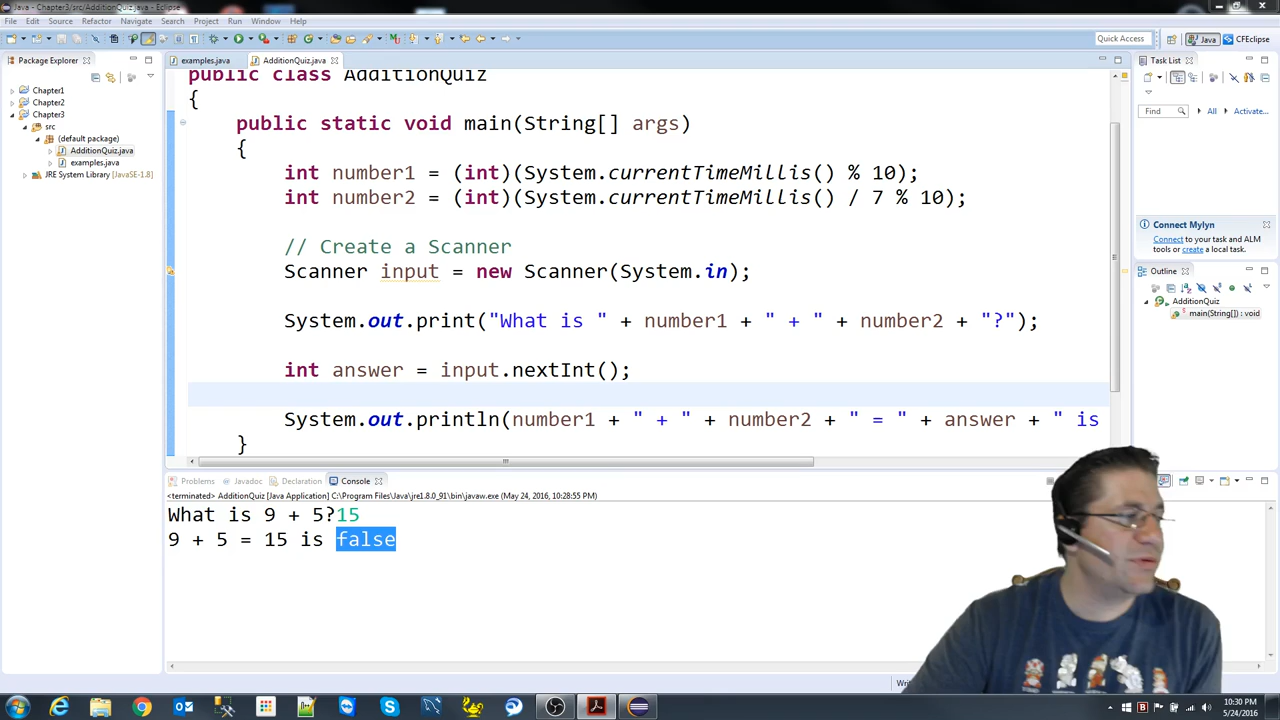 Java - Chapter3/src/AdditionQuiz.java - Eclipse
File Edit Source Refactor Navigate Search Project Run Window Help
Quick Access Java CFEclipse
Package Explorer
examples.java AdditionQuiz.java
Task List
Chapter1
Chapter2
Chapter3
src
(default package)
AdditionQuiz.java
examples.java
JRE System Library [JavaSE-1.8]
public class AdditionQuiz
{
public static void main(String[] args)
{
int number1 = (int)(System.currentTimeMillis() % 10);
int number2 = (int)(System.currentTimeMillis() / 7 % 10);
// Create a Scanner
Scanner input = new Scanner(System.in);
System.out.print("What is " + number1 + " + " + number2 + "?");
int answer = input.nextInt();
System.out.println(number1 + " + " + number2 + " = " + answer + " is
}
Find All Activate...
Connect Mylyn
Connect to your task and ALM
tools or create a local task.
Outline
AdditionQuiz
main(String[]) : void
Problems Javadoc Declaration Console
<terminated> AdditionQuiz [Java Application] C:\Program Files\Java\jre1.8.0_91\bin\javaw.exe (May 24, 2016, 10:28:55 PM)
What is 9 + 5?15
9 + 5 = 15 is false
10:30 PM
5/24/2016